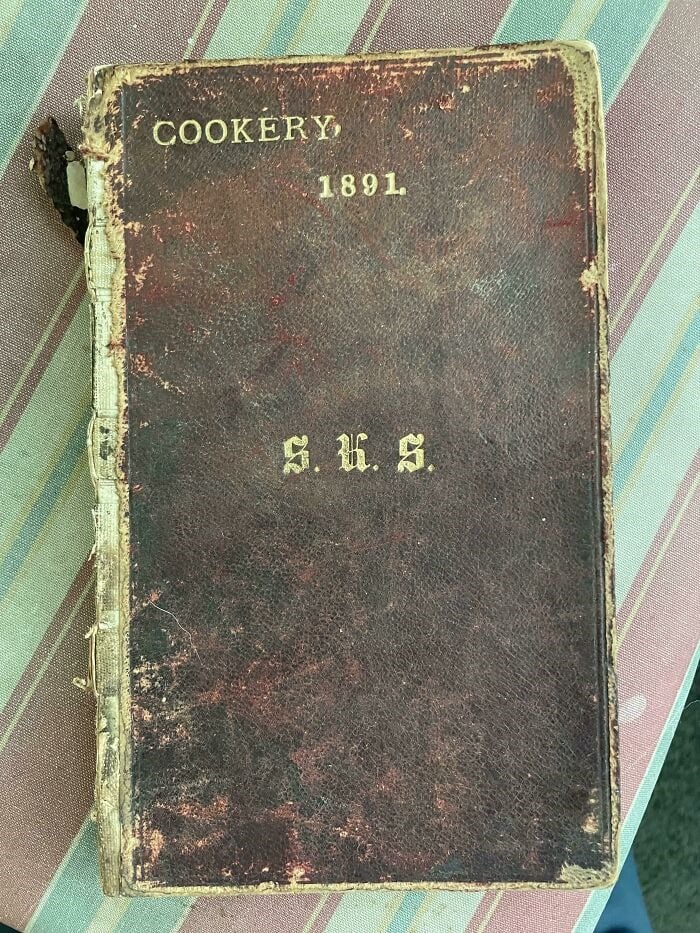 COOKERY,
1891.
S. K. S.